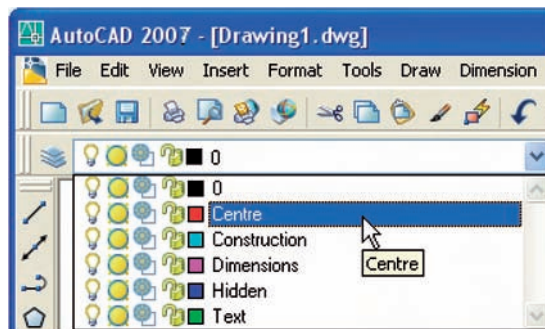 AutoCAD 2007 - [Drawing1.dwg]
File Edit View Insert Format Tools Draw Dimension
0
0
Centre
Construction
Centre
Dimensions
Hidden
Text